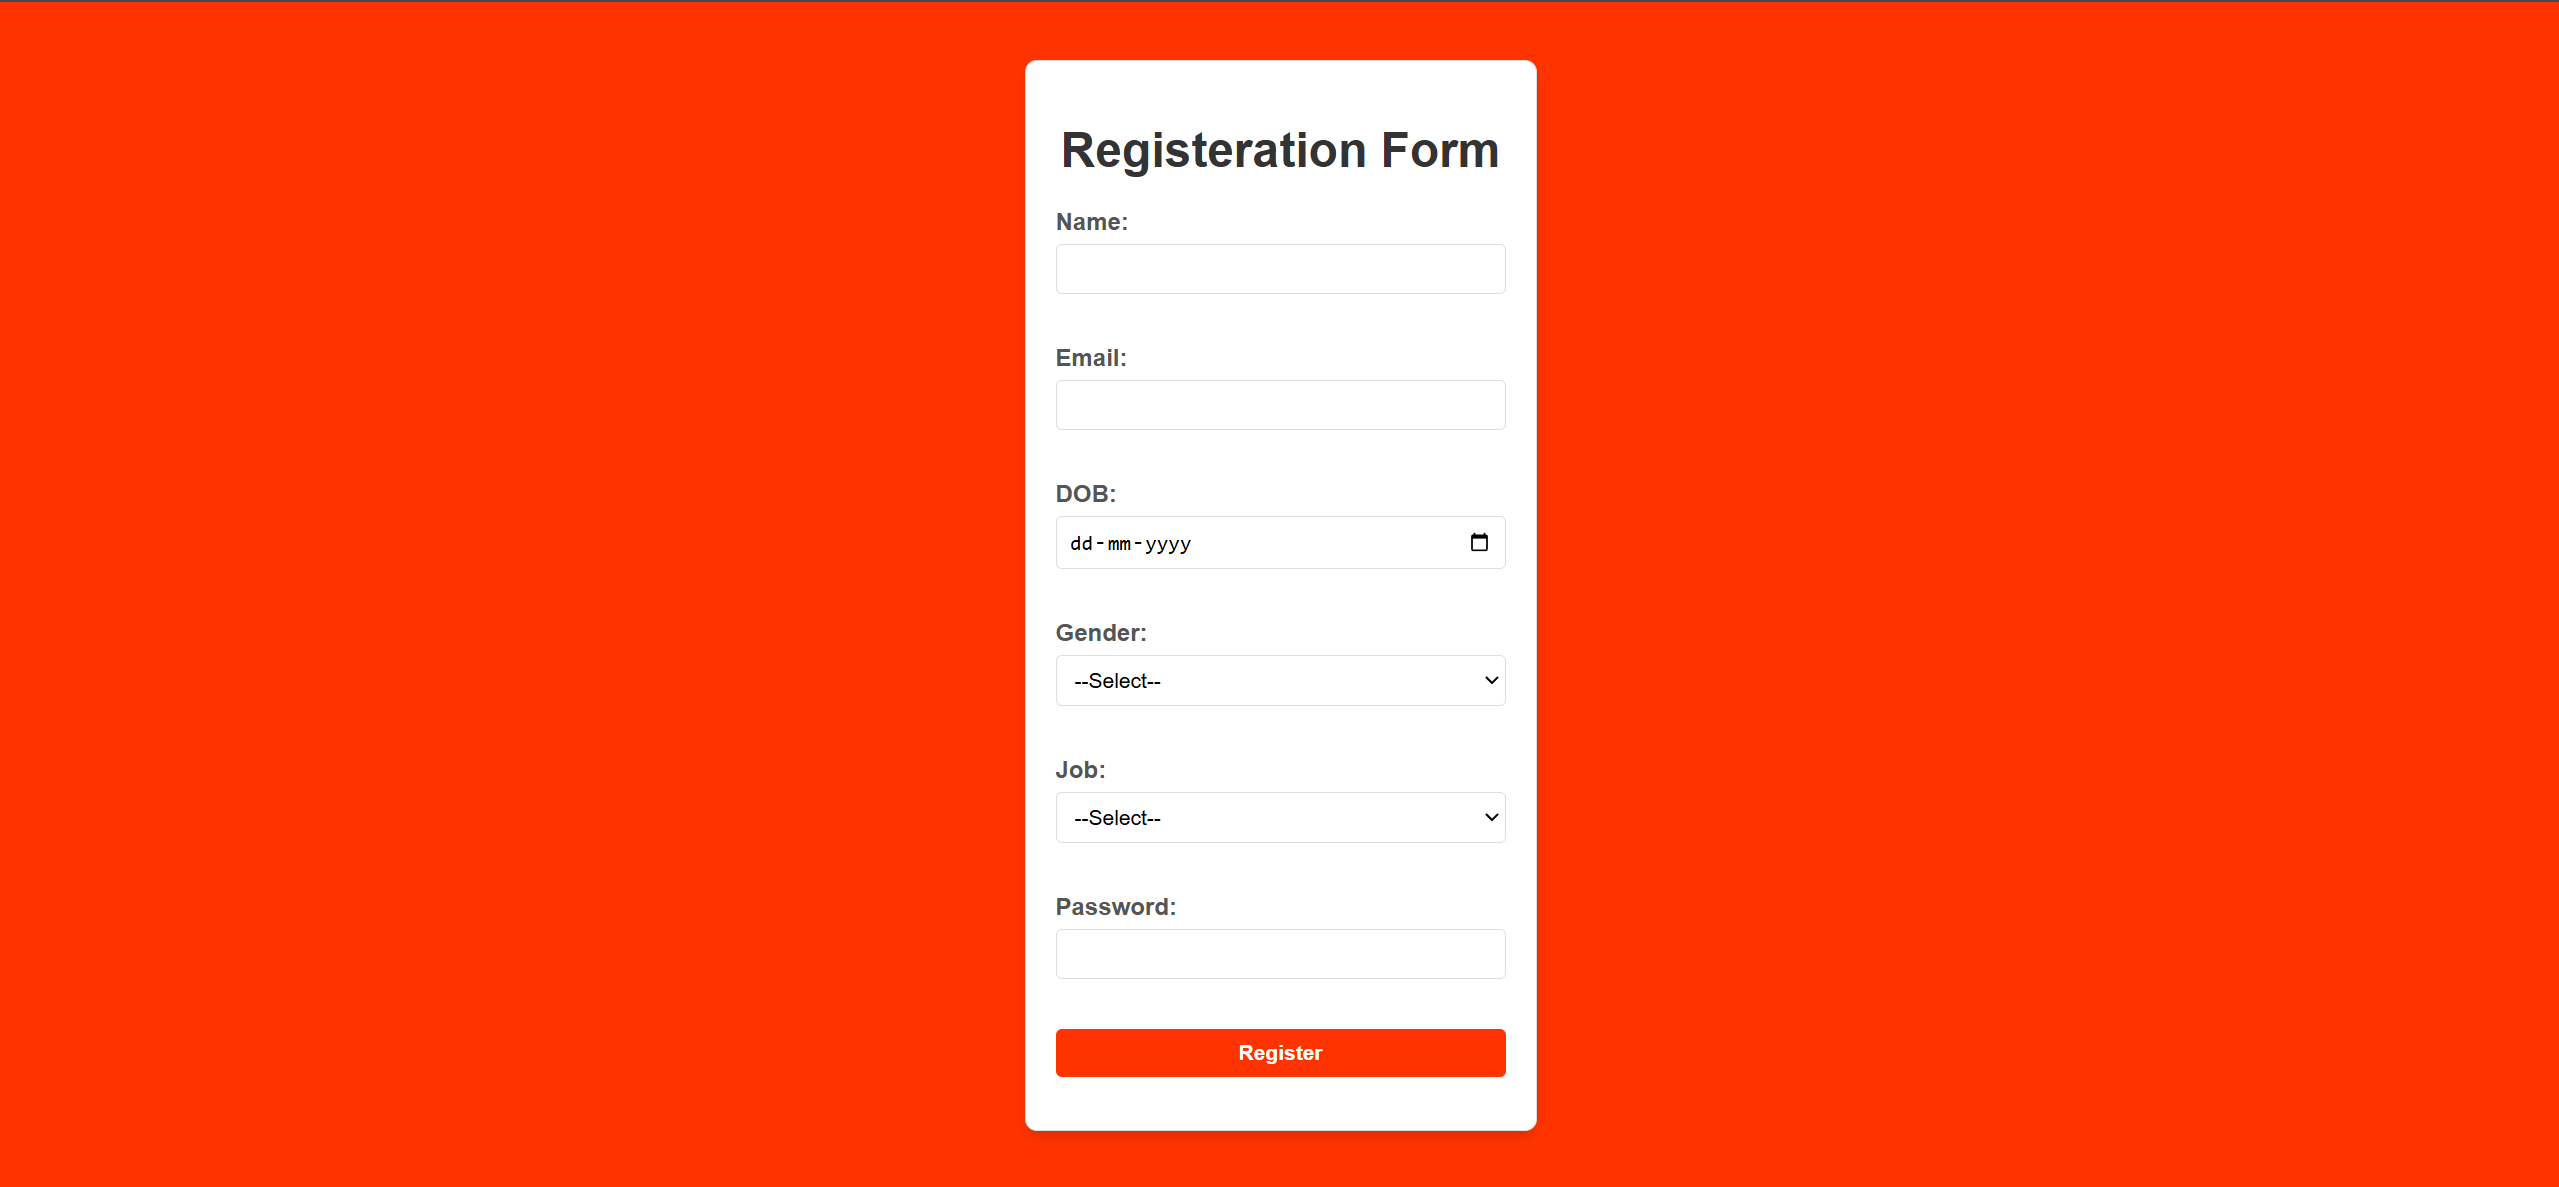 Registeration Form
Name:
Email:
DOB:
dd-mm-yyyy
Gender:
--Select--
Job:
--Select--
Password:
Register